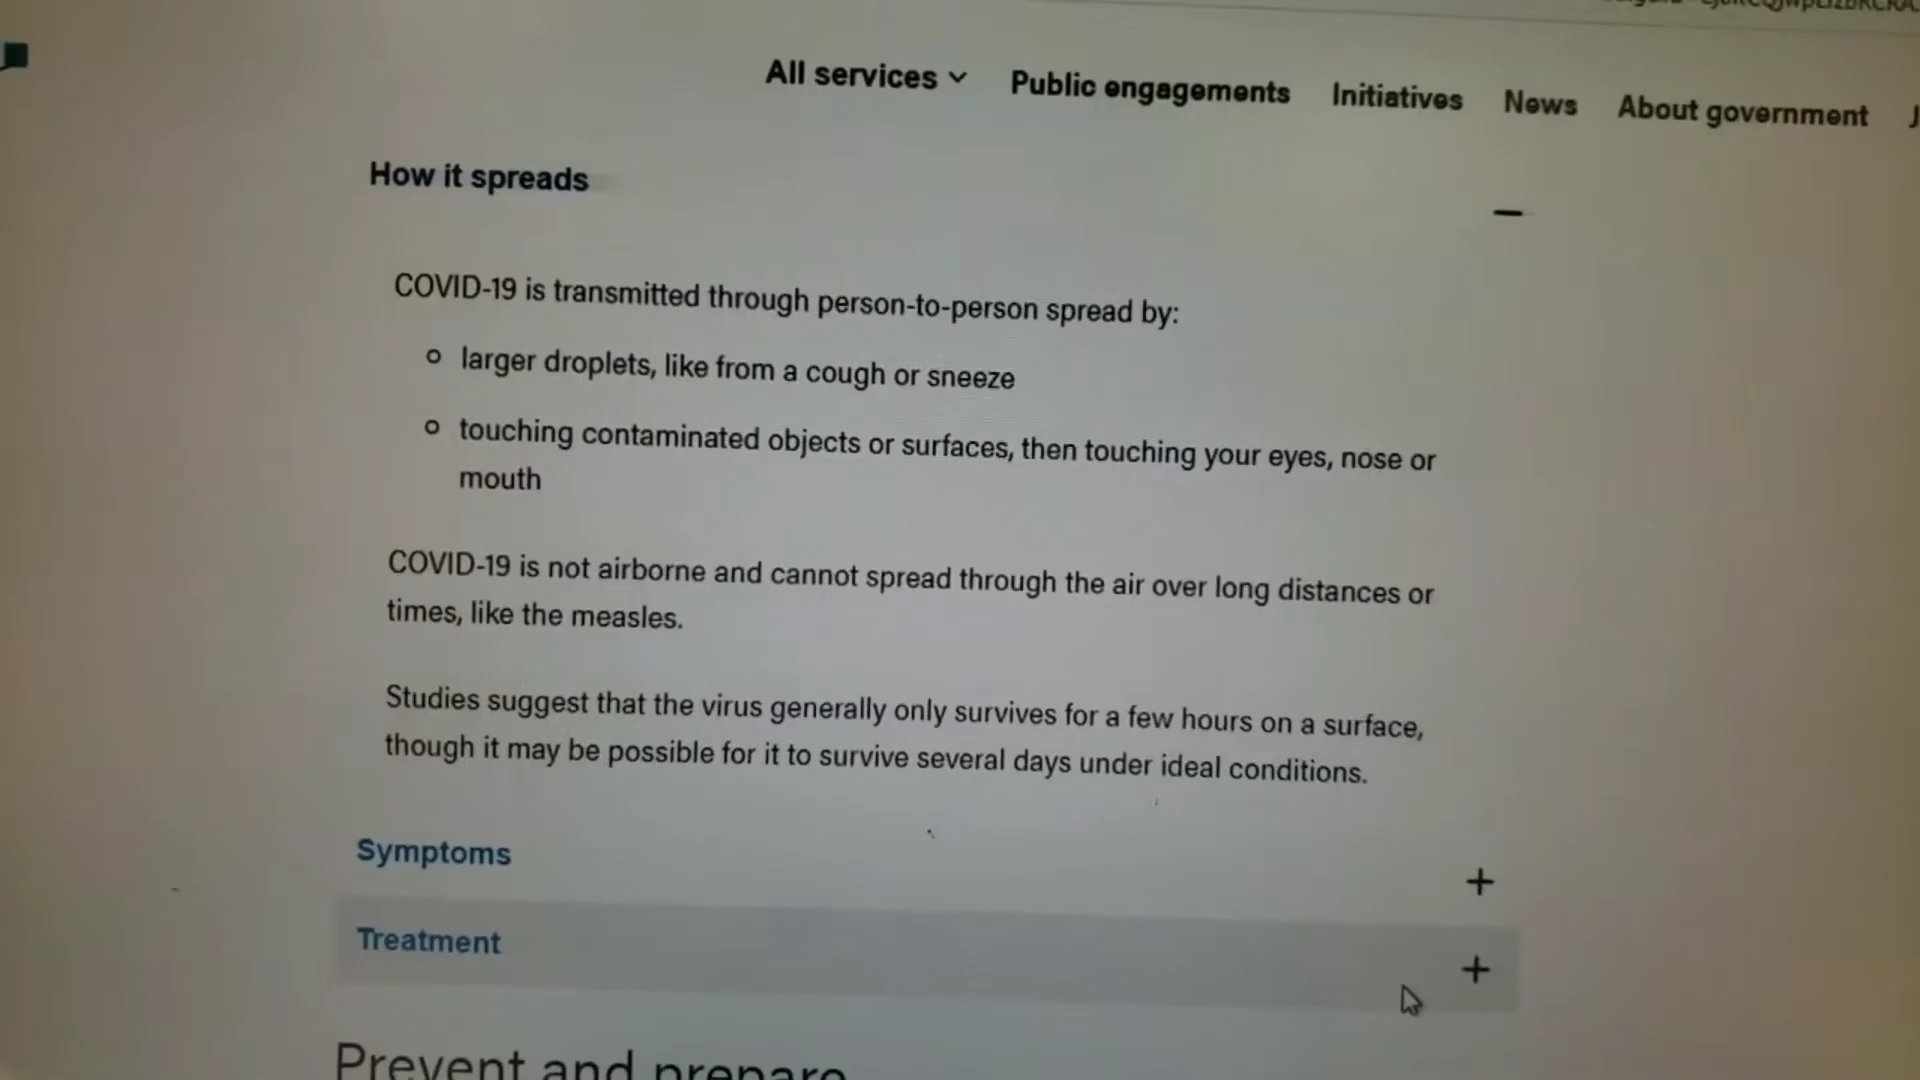 All services Public engagements Initiatives News About government J
How it spreads
COVID-19 is transmitted through person-to-person spread by:
larger droplets, like from a cough or sneeze
touching contaminated objects or surfaces, then touching your eyes, nose or
mouth
COVID-19 is not airborne and cannot spread through the air over long distances or
times, like the measles.
Studies suggest that the virus generally only survives for a few hours on a surface,
though it may be possible for it to survive several days under ideal conditions.
Symptoms
Treatment
Prevent and prepare